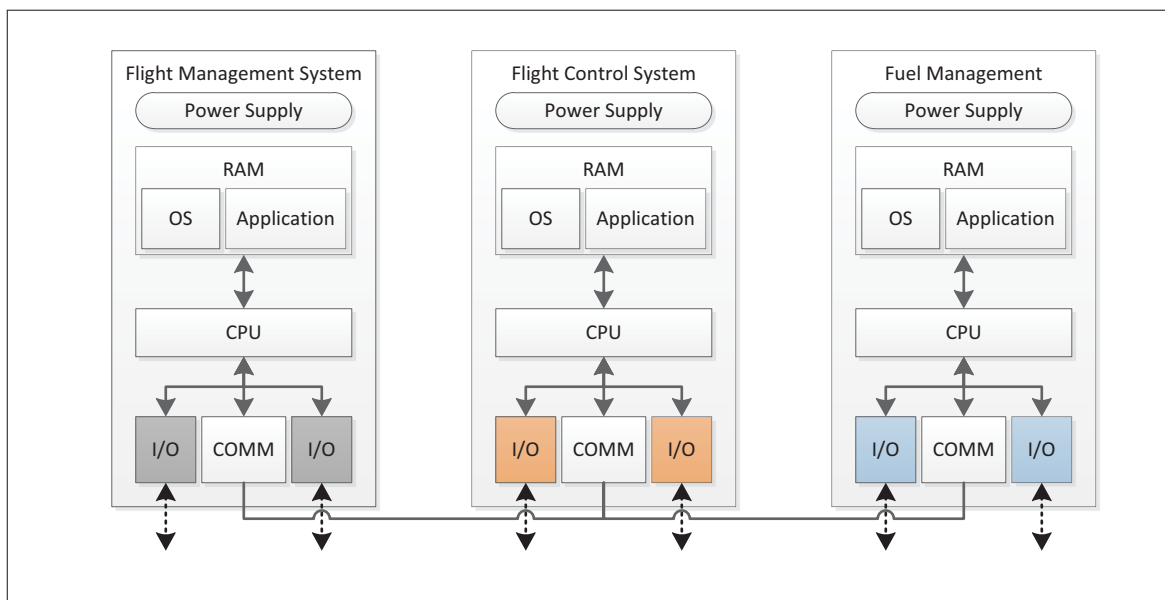 Flight Management System
Power Supply
RAM
OS
Application
CPU
I/O
COMM
I/O
Flight Control System
Power Supply
RAM
OS
Application
CPU
I/O
COMM
I/O
Fuel Management
Power Supply
RAM
OS
Application
CPU
I/O
COMM
I/O